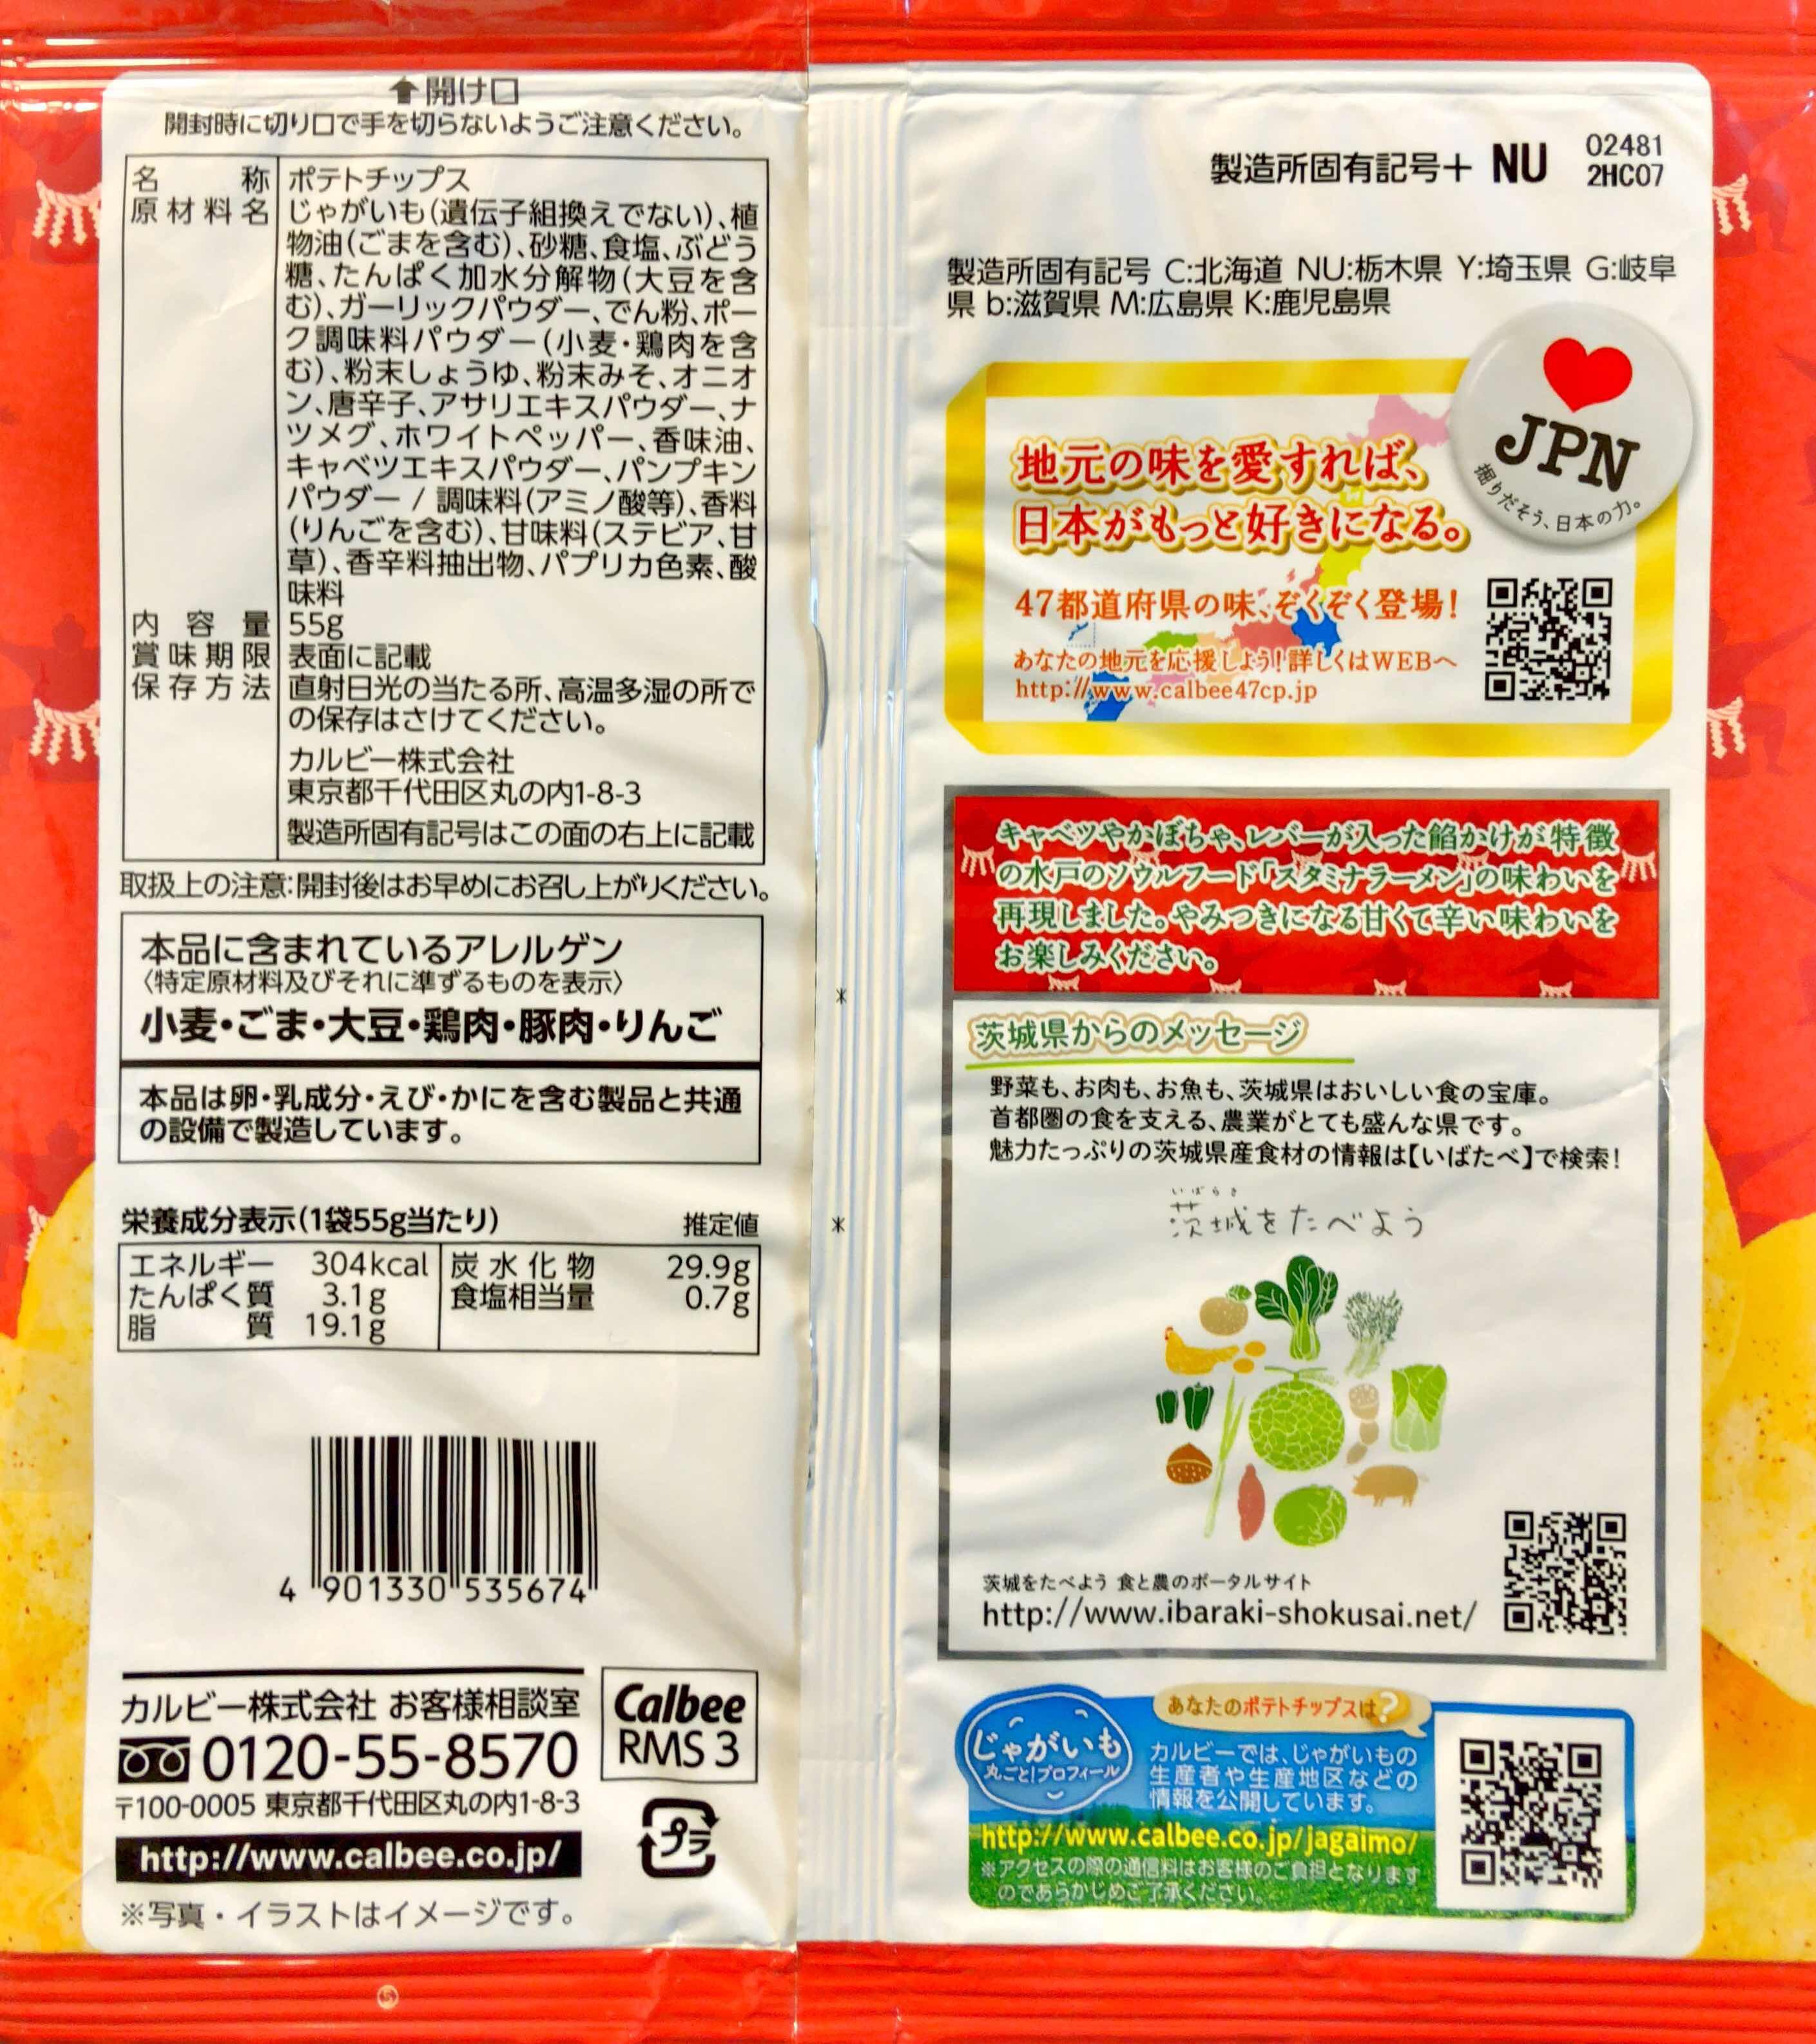 開け口
開封時に切り口で手を切らないようご注意ください。
名称 ポテトチップス
原材料名 じゃがいも(遺伝子組換えでない)、植
物油(ごまを含む)、砂糖、食塩、ぶどう
糖、たんぱく加水分解物(大豆を含
む)、ガーリックパウダー、でん粉、ポー
ク調味料パウダー(小麦・鶏肉を含
む)、粉末しょうゆ、粉末みそ、オニオ
ン、唐辛子、アサリエキスパウダー、ナ
ツメグ、ホワイトペッパー、香味油、
キャベツエキスパウダー、パンプキン
パウダー / 調味料(アミノ酸等)、香料
(りんごを含む)、甘味料(ステビア、甘
草)、香辛料抽出物、パプリカ色素、酸
味料
内容量 55g
賞味期限 表面に記載
保存方法 直射日光の当たる所、高温多湿の所で
の保存はさけてください。
カルビー株式会社
東京都千代田区丸の内1-8-3
製造所固有記号はこの面の右上に記載
取扱上の注意:開封後はお早めにお召し上がりください。
本品に含まれているアレルゲン
〈特定原材料及びそれに準ずるものを表示〉
小麦・ごま・大豆・鶏肉・豚肉・りんご
本品は卵・乳成分・えび・かにを含む製品と共通
の設備で製造しています。
栄養成分表示(1袋55g当たり) 推定値
エネルギー 304kcal 炭水化物 29.9g
たんぱく質 3.1g 食塩相当量 0.7g
脂質 19.1g
4 901330 535674
カルビー株式会社 お客様相談室
0120-55-8570
〒100-0005 東京都千代田区丸の内1-8-3
http://www.calbee.co.jp/
※写真・イラストはイメージです。
Calbee
RMS 3
プラ
5
製造所固有記号+ NU 02481
2HC07
製造所固有記号 C:北海道 NU:栃木県 Y:埼玉県 G:岐阜
県 b:滋賀県 M:広島県 K:鹿児島県
JPN
掘りだそう、日本の力。
地元の味を愛すれば、
日本がもっと好きになる。
47都道府県の味、ぞくぞく登場!
あなたの地元を応援しよう!詳しくはWEBへ
http://www.calbee47cp.jp
キャベツやかぼちゃ、レバーが入った餡かけが特徴
の水戸のソウルフード「スタミナラーメン」の味わいを
再現しました。やみつきになる甘くて辛い味わいを
お楽しみください。
茨城県からのメッセージ
野菜も、お肉も、お魚も、茨城県はおいしい食の宝庫。
首都圏の食を支える、農業がとても盛んな県です。
魅力たっぷりの茨城県産食材の情報は【いばたべ】で検索!
いばらき
茨城をたべよう
茨城をたべよう 食と農のポータルサイト
http://www.ibaraki-shokusai.net/
あなたのポテトチップスは?
じゃがいも
丸ごと!プロフィール
カルビーでは、じゃがいもの
生産者や生産地区などの
情報を公開しています。
http://www.calbee.co.jp/jagaimo/
※アクセスの際の通信料はお客様のご負担となります
のであらかじめご了承ください。